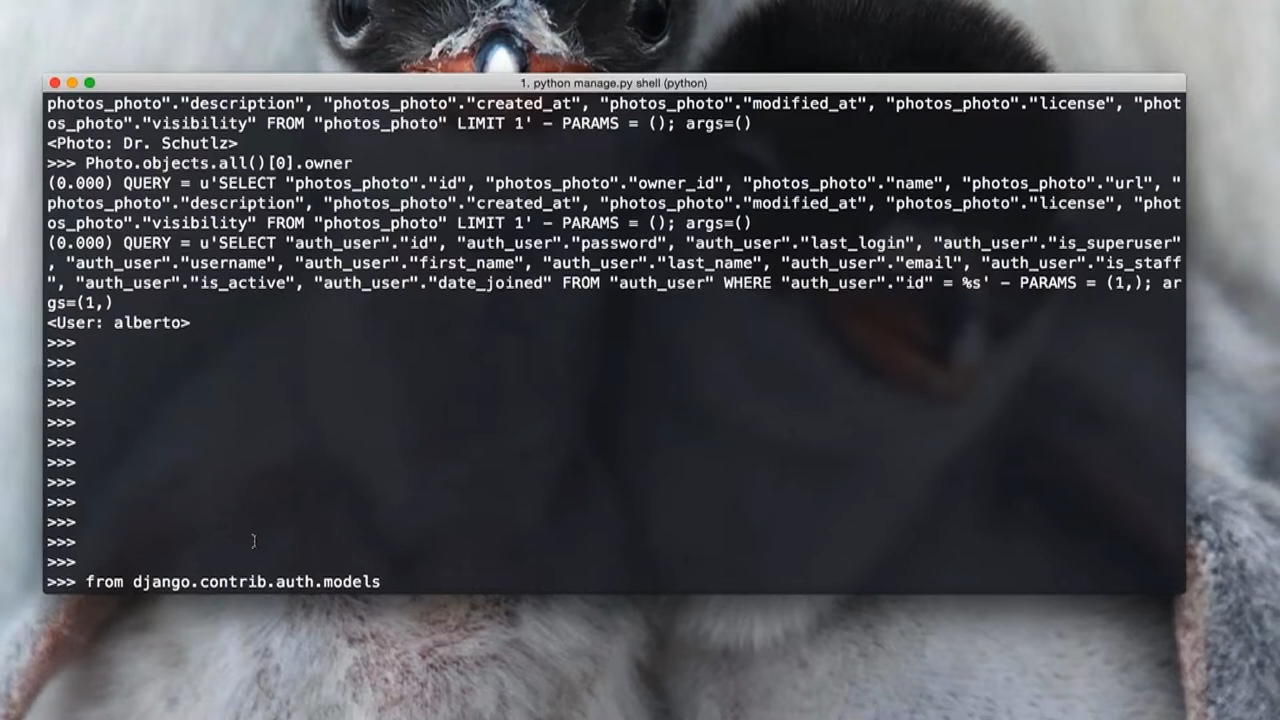 1. python manage.py shell (python)
photos_photo"."description", "photos_photo"."created_at", "photos_photo"."modified_at", "photos_photo"."license", "phot
os_photo"."visibility" FROM "photos_photo" LIMIT 1' - PARAMS = (); args=()
<Photo: Dr. Schutlz>
>>> Photo.objects.all()[0].owner
(0.000) QUERY = u'SELECT "photos_photo"."id", "photos_photo"."owner_id", "photos_photo"."name", "photos_photo"."url", "
photos_photo"."description", "photos_photo"."created_at", "photos_photo"."modified_at", "photos_photo"."license", "phot
os_photo"."visibility" FROM "photos_photo" LIMIT 1' - PARAMS = (); args=()
(0.000) QUERY = u'SELECT "auth_user"."id", "auth_user"."password", "auth_user"."last_login", "auth_user"."is_superuser"
, "auth_user"."username", "auth_user"."first_name", "auth_user"."last_name", "auth_user"."email", "auth_user"."is_staff
", "auth_user"."is_active", "auth_user"."date_joined" FROM "auth_user" WHERE "auth_user"."id" = %s' - PARAMS = (1,); ar
gs=(1,)
<User: alberto>
>>>
>>>
>>>
>>>
>>>
>>>
>>>
>>>
>>>
>>>
>>>
>>>
>>> from django.contrib.auth.models